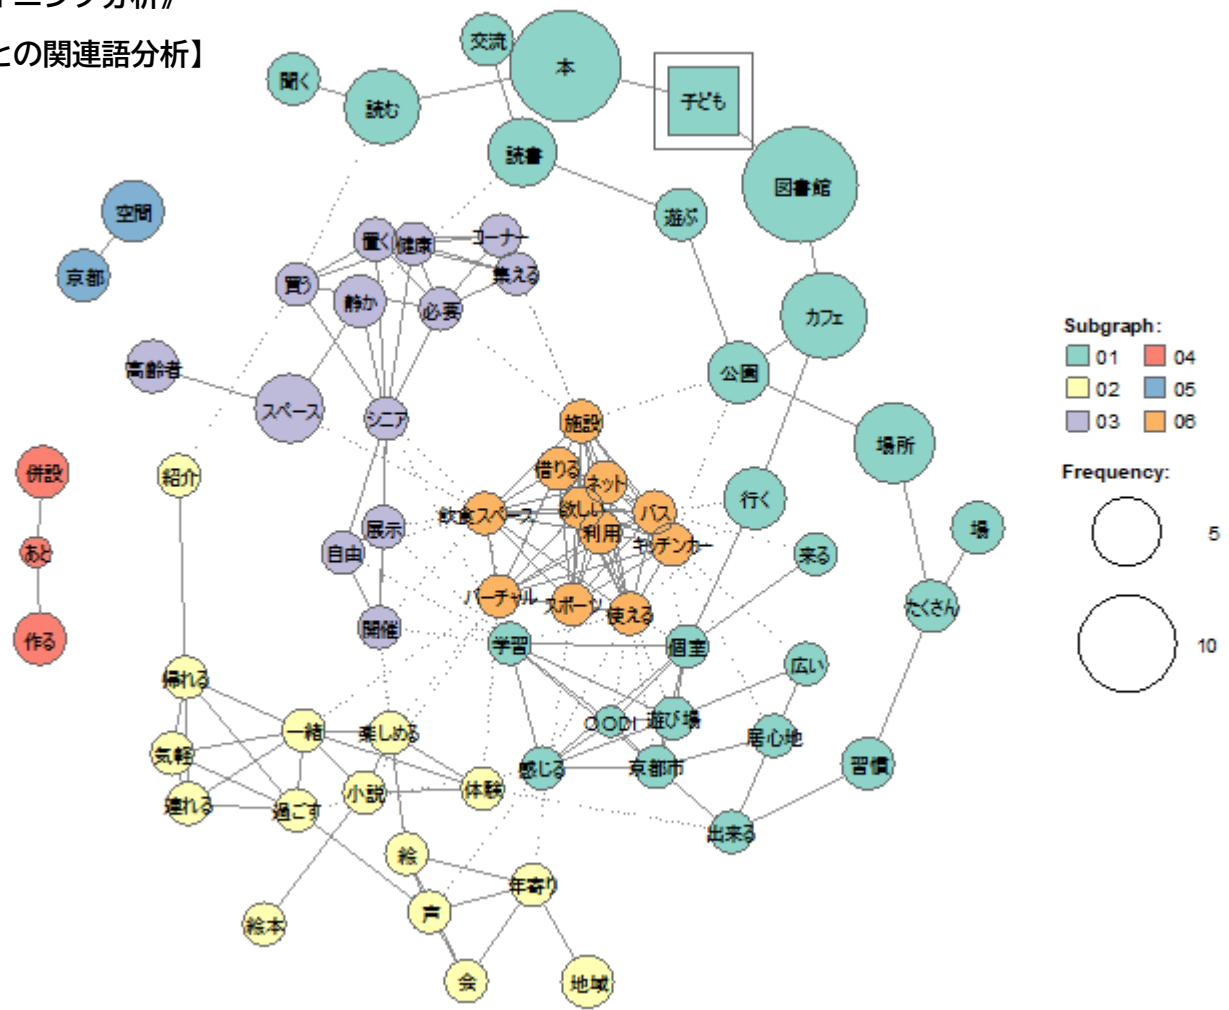 ニング分析》
との関連語分析】
交流
本
聞く
読む
子ども
読書
図書館
空間
遊ぶ
京都
置く
健康
コーナー
集える
買う
静か
必要
カフェ
高齢者
スペース
シニア
公園
施設
場所
併設
紹介
借りる
ネット
欲しい
飲食スペース
バス
利用
行く
キッチンカー
展示
自由
あと
来る
場
バーチャル
スポーツ
使える
たくさん
作る
開催
学習
個室
広い
帰れる
一緒
楽しめる
遊び場
居心地
気軽
感じる
京都市
習慣
連れる
過ごす
小説
体験
出来る
絵
年寄り
声
絵本
会
地域
Subgraph:
01 04
02 05
03 06
Frequency:
5
10